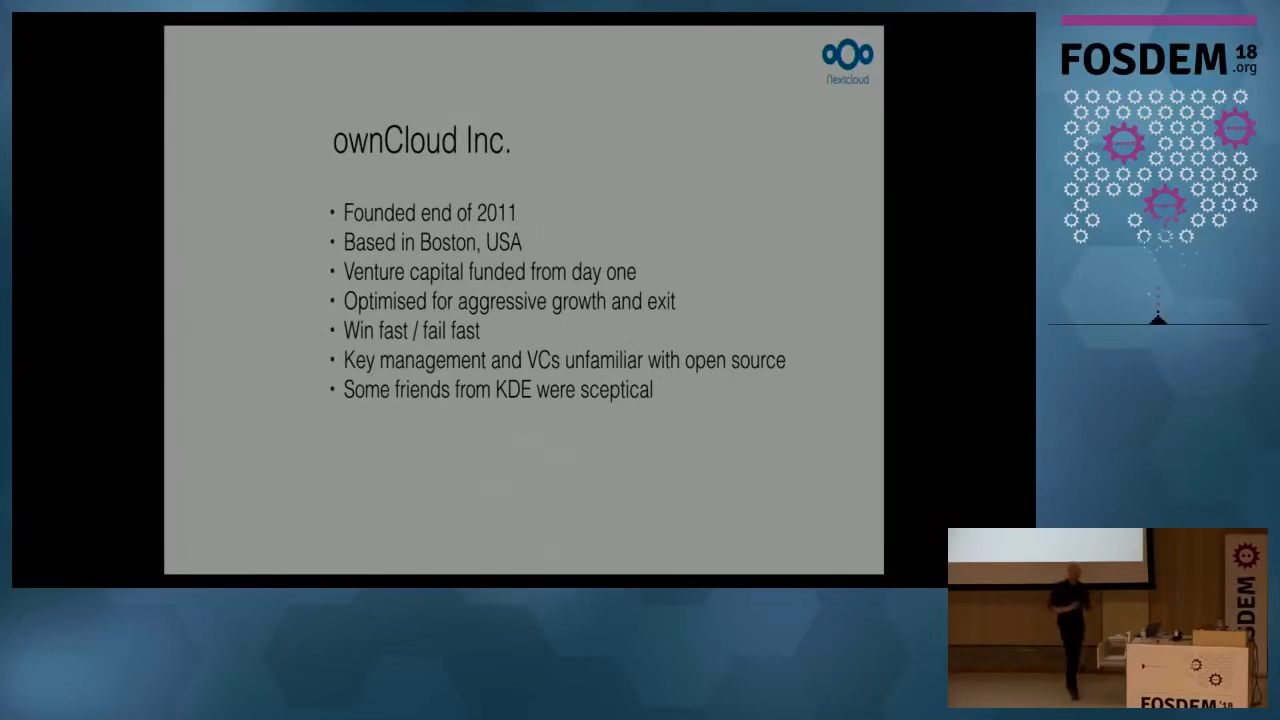 Nextcloud
ownCloud Inc.
• Founded end of 2011
• Based in Boston, USA
• Venture capital funded from day one
• Optimised for aggressive growth and exit
• Win fast / fail fast
• Key management and VCs unfamiliar with open source
• Some friends from KDE were sceptical
FOSDEM 18
.org
FOSDEM
FOSDEM '18